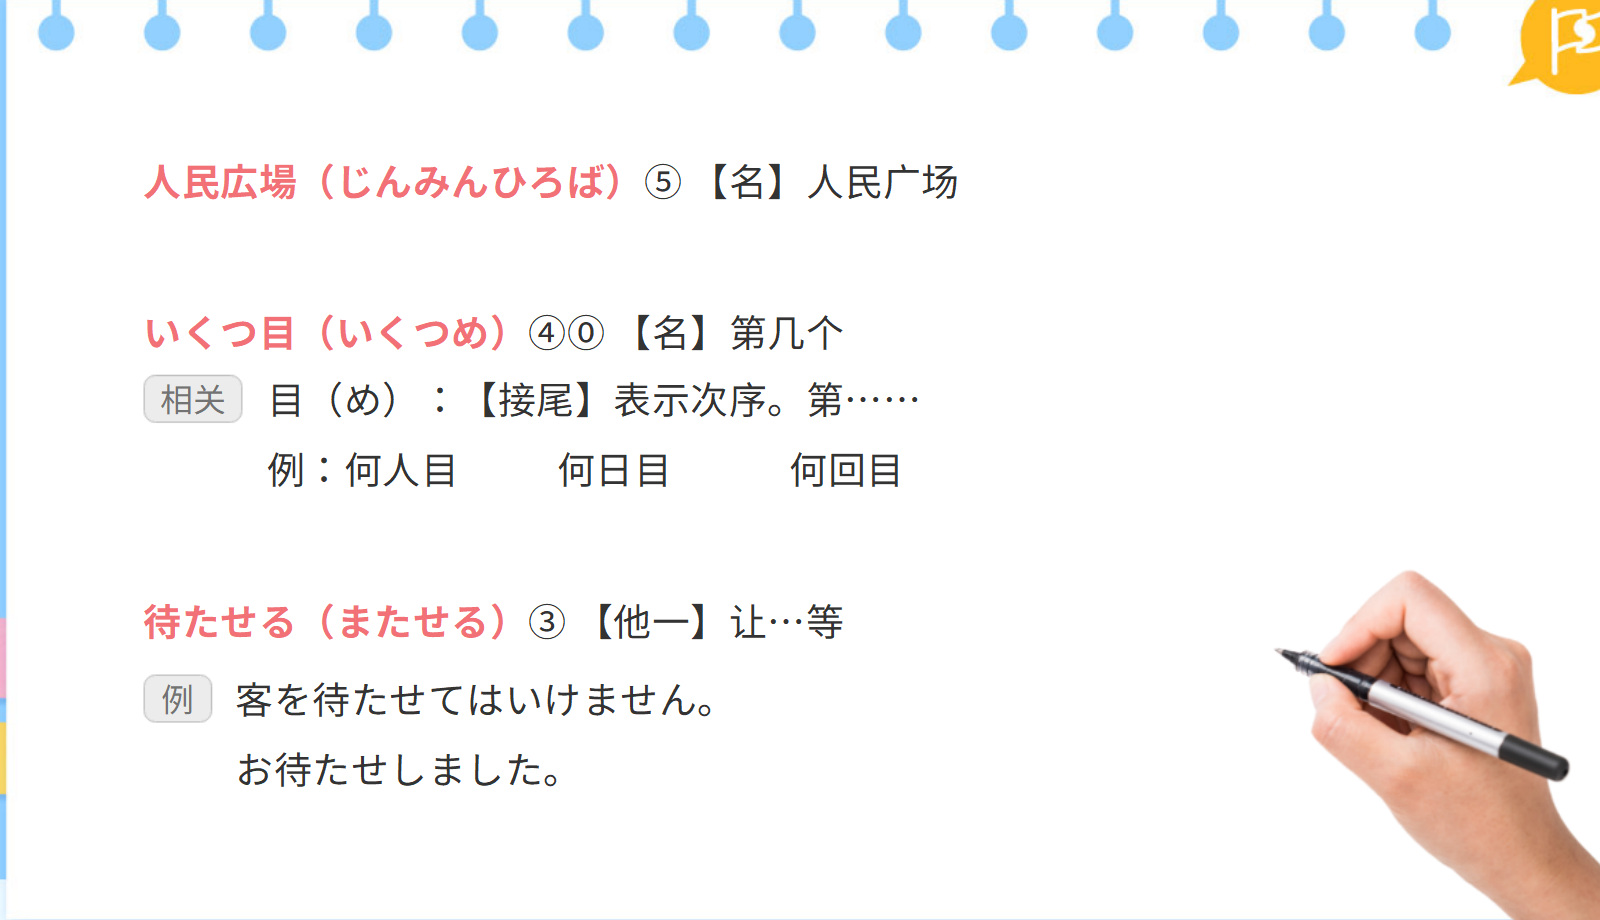 人民広場（じんみんひろば）⑤ 【名】人民广场
いくつ目（いくつめ）④⓪ 【名】第几个
相关 目（め）：【接尾】表示次序。第……
例：何人目 何日目 何回目
待たせる（またせる）③ 【他一】让…等
例 客を待たせてはいけません。
お待たせしました。